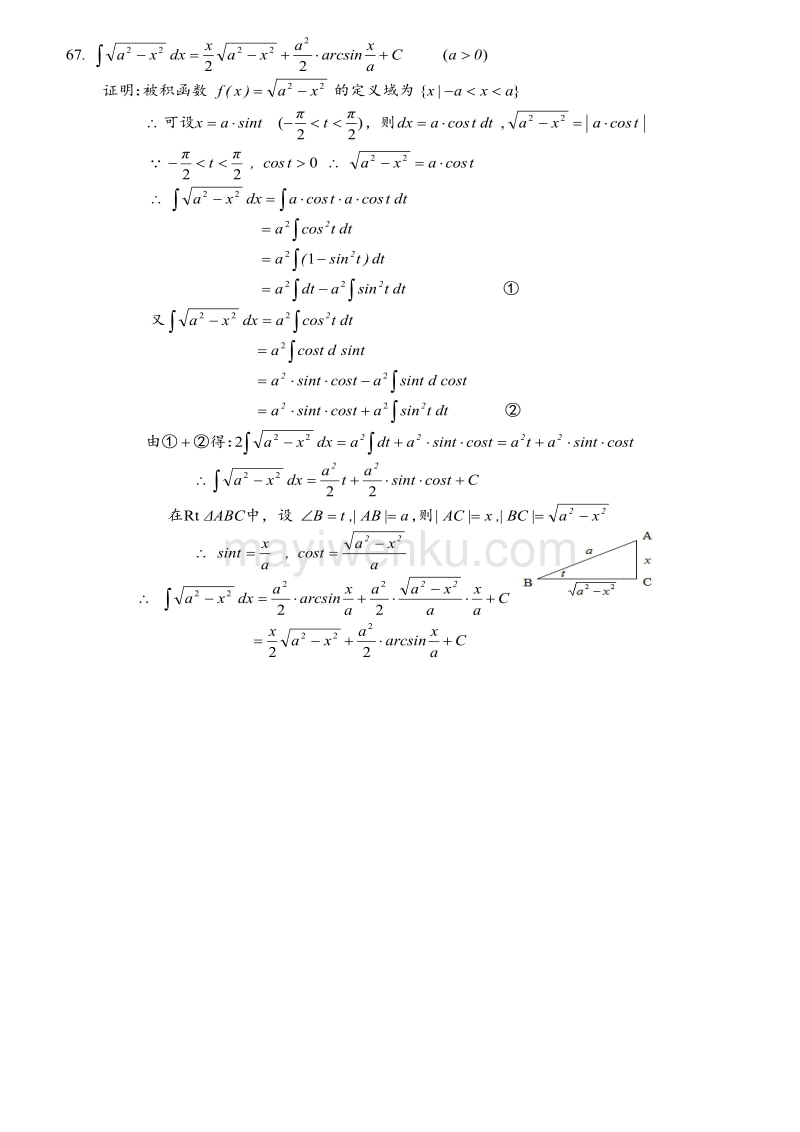 67. ∫√(a² − x²) dx = x/2 √(a² − x²) + a²/2 · arcsin x/a + C (a > 0)
证明:被积函数 f(x) = √(a² − x²) 的定义域为 {x | −a < x < a}
∴ 可设x = a · sint (−π/2 < t < π/2), 则dx = a · cos t dt , √(a² − x²) = | a · cos t |
∵ −π/2 < t < π/2 , cos t > 0 ∴ √(a² − x²) = a · cos t
∴ ∫√(a² − x²) dx = ∫a · cos t · a · cos t dt
= a²∫cos²t dt
= a²∫(1 − sin²t) dt
= a²∫dt − a²∫sin²t dt ①
又∫√(a² − x²) dx = a²∫cos²t dt
= a²∫cost d sint
= a² · sint · cost − a²∫sint d cost
= a² · sint · cost + a²∫sin²t dt ②
由① + ②得: 2∫√(a² − x²) dx = a²∫dt + a² · sint · cost = a²t + a² · sint · cost
∴ ∫√(a² − x²) dx = a²/2 t + a²/2 · sint · cost + C
在Rt ΔABC中, 设 ∠B = t,| AB |= a,则| AC |= x,| BC |= √(a² − x²)
∴ sint = x/a , cost = √(a² − x²)/a
mayiwenku.com
A
a
x
t
B
C
√(a² − x²)
∴ ∫√(a² − x²) dx = a²/2 · arcsin x/a + a²/2 · √(a² − x²)/a · x/a + C
= x/2 √(a² − x²) + a²/2 · arcsin x/a + C